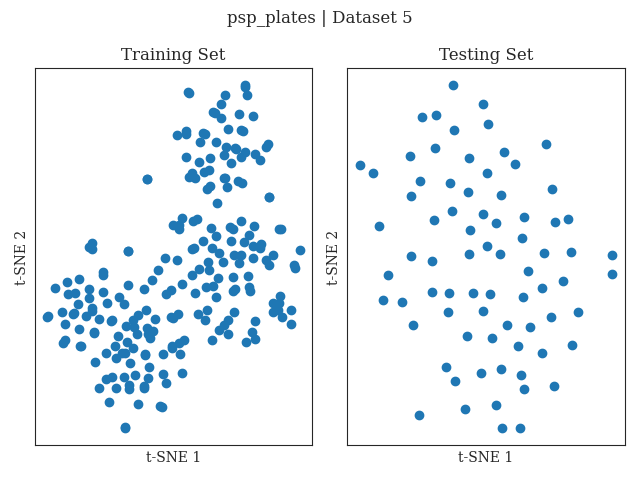 psp_plates | Dataset 5
Training Set
Testing Set
t-SNE 2
t-SNE 2
t-SNE 1
t-SNE 1